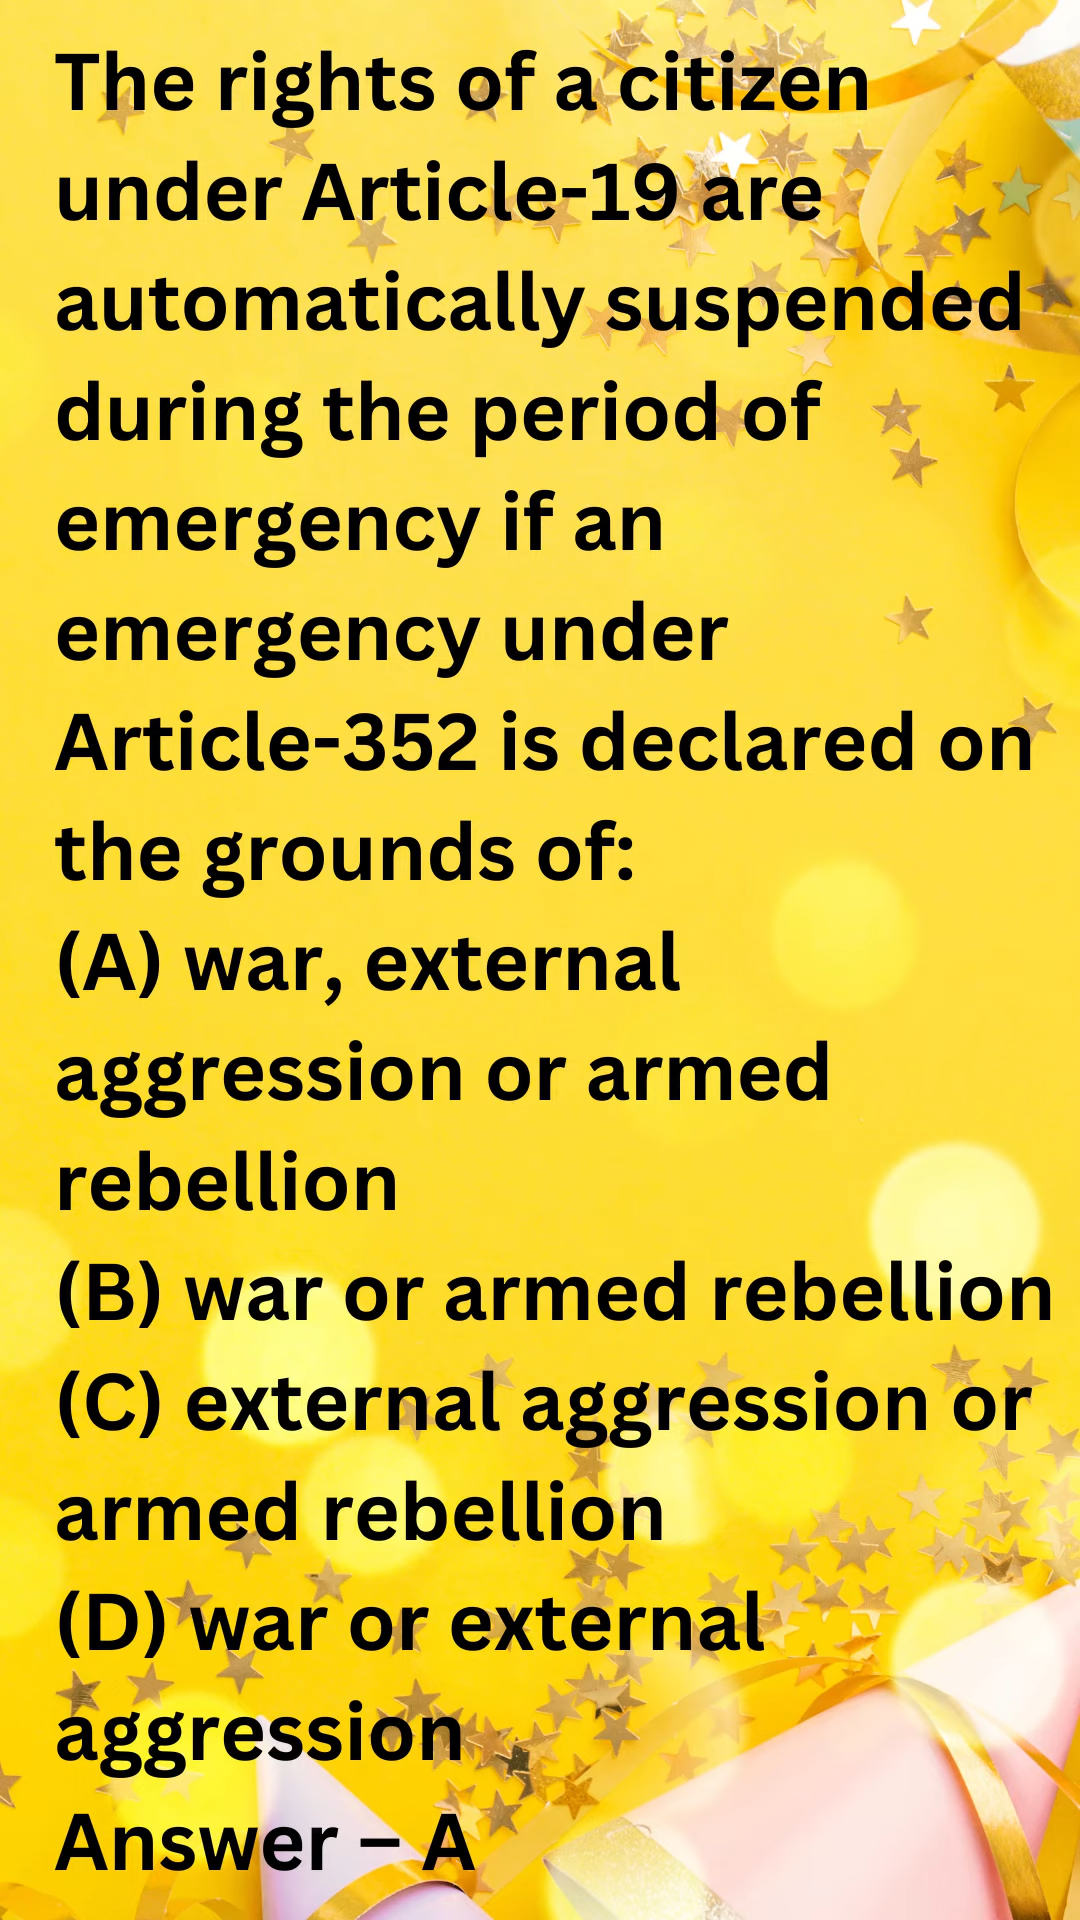 The rights of a citizen
under Article-19 are
automatically suspended
during the period of
emergency if an
emergency under
Article-352 is declared on
the grounds of:
(A) war, external
aggression or armed
rebellion
(B) war or armed rebellion
(C) external aggression or
armed rebellion
(D) war or external
aggression
Answer – A